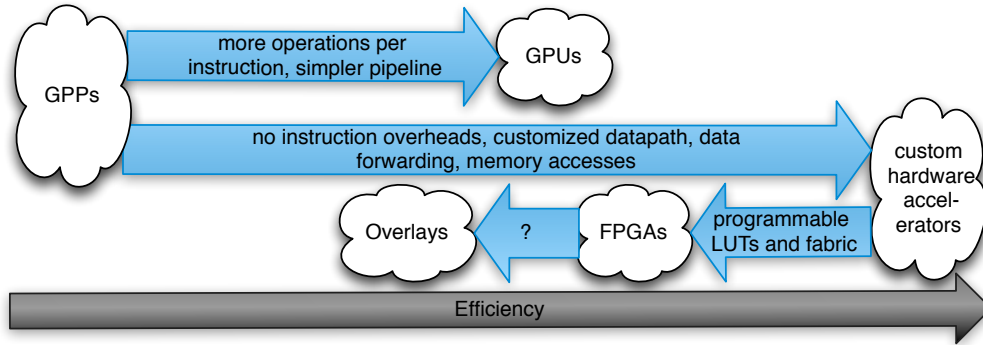 more operations per
instruction, simpler pipeline
GPUs
GPPs
no instruction overheads, customized datapath, data
forwarding, memory accesses
custom
hardware
accel-
erators
Overlays
?
FPGAs
programmable
LUTs and fabric
Efficiency